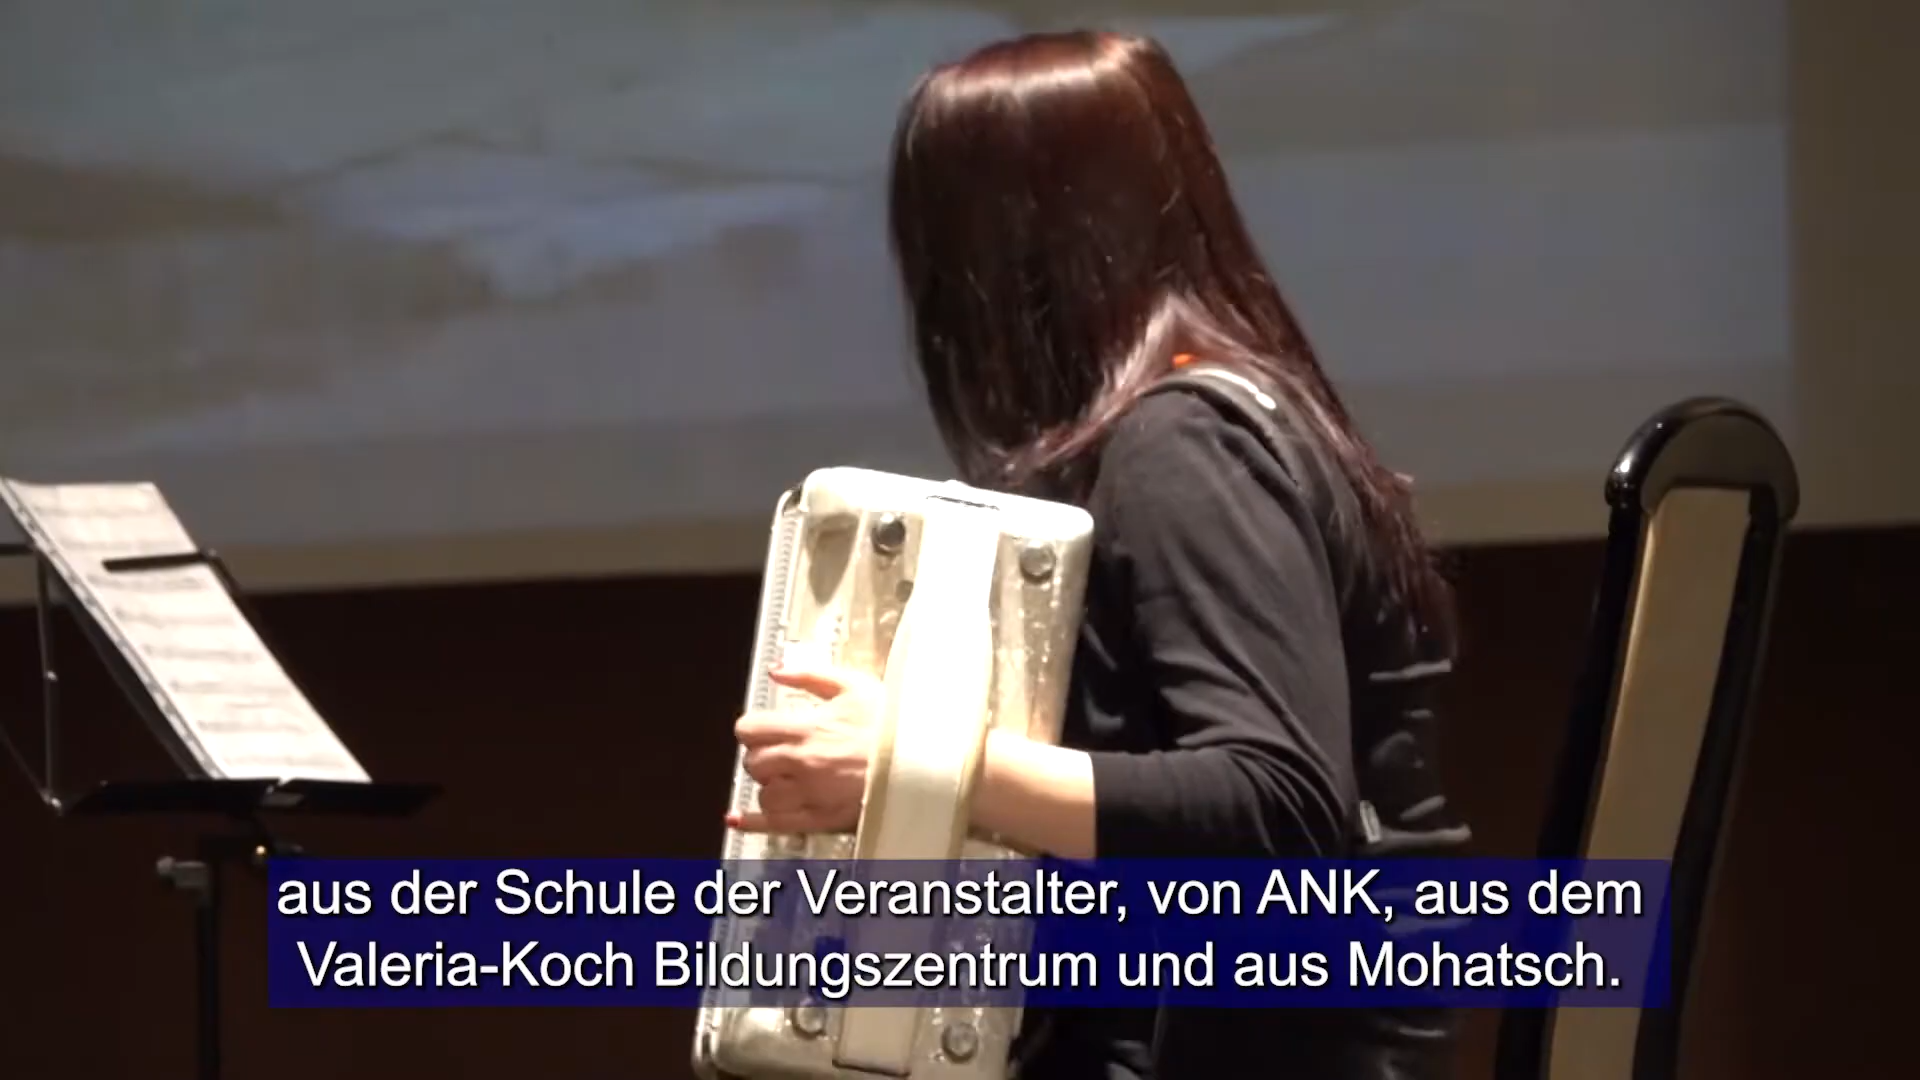 aus der Schule der Veranstalter, von ANK, aus dem
Valeria-Koch Bildungszentrum und aus Mohatsch.